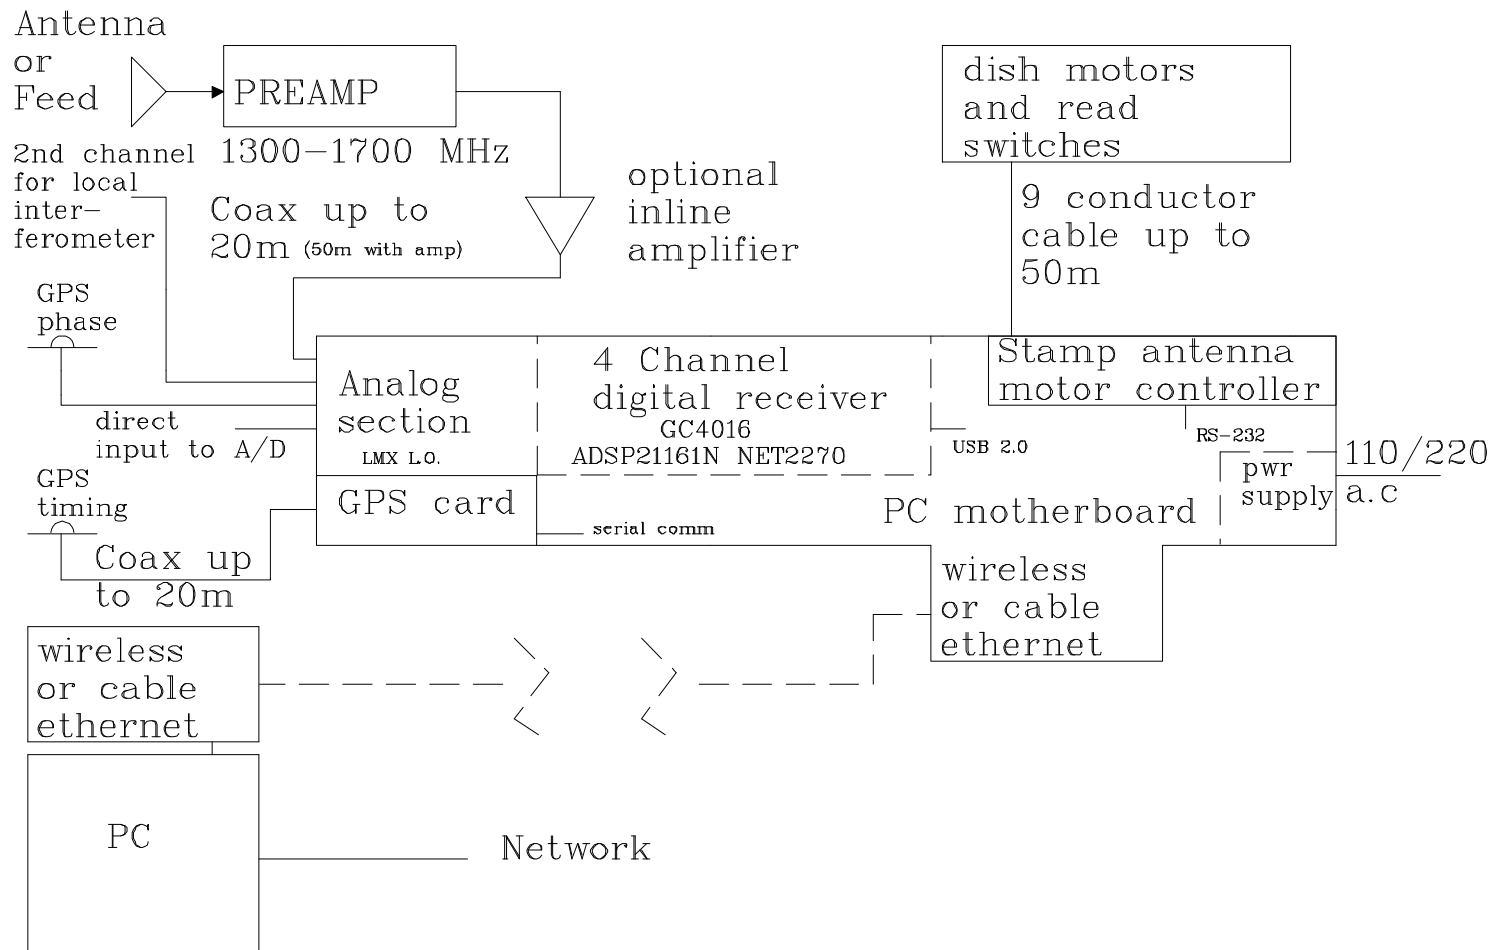 Antenna
or
Feed
PREAMP
1300-1700 MHz
2nd channel
for local
inter-
ferometer
Coax up to
20m (50m with amp)
optional
inline
amplifier
dish motors
and read
switches
9 conductor
cable up to
50m
GPS
phase
direct
input to A/D
GPS
timing
Coax up
to 20m
Analog
section
LMX L.O.
GPS card
serial comm
4 Channel
digital receiver
GC4016
ADSP21161N NET2270
USB 2.0
Stamp antenna
motor controller
RS-232
110/220
a.c
pwr
supply
PC motherboard
wireless
or cable
ethernet
wireless
or cable
ethernet
PC
Network